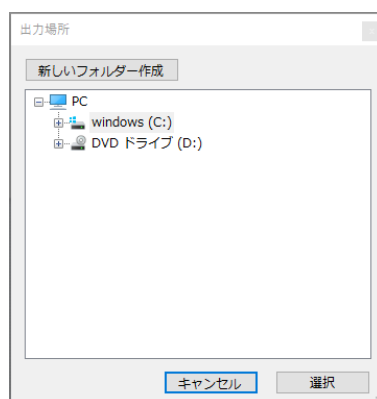 出力場所
新しいフォルダー作成
PC
windows (C:)
DVD ドライブ (D:)
キャンセル
選択